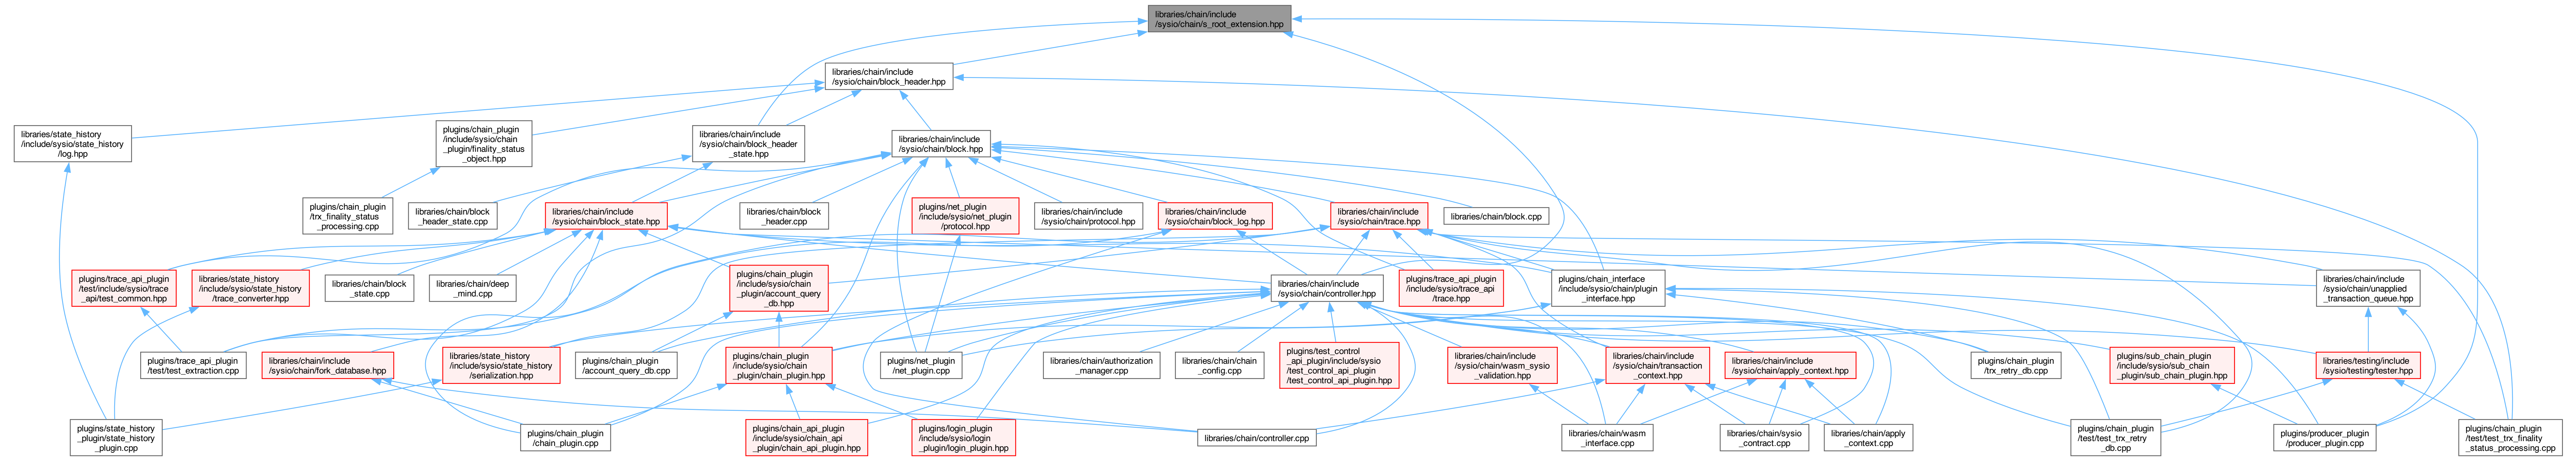 libraries/chain/include
/sysio/chain/s_root_extension.hpp
libraries/chain/include
/sysio/chain/block_header.hpp
libraries/state_history
/include/sysio/state_history
/log.hpp
plugins/chain_plugin
/include/sysio/chain
_plugin/finality_status
_object.hpp
libraries/chain/include
/sysio/chain/block_header
_state.hpp
libraries/chain/include
/sysio/chain/block.hpp
plugins/chain_plugin
/trx_finality_status
_processing.cpp
libraries/chain/block
_header_state.cpp
libraries/chain/include
/sysio/chain/block_state.hpp
libraries/chain/block
_header.cpp
plugins/net_plugin
/include/sysio/net_plugin
/protocol.hpp
libraries/chain/include
/sysio/chain/protocol.hpp
libraries/chain/include
/sysio/chain/block_log.hpp
libraries/chain/include
/sysio/chain/trace.hpp
libraries/chain/block.cpp
plugins/trace_api_plugin
/test/include/sysio/trace
_api/test_common.hpp
libraries/state_history
/include/sysio/state_history
/trace_converter.hpp
libraries/chain/block
_state.cpp
libraries/chain/deep
_mind.cpp
plugins/chain_plugin
/include/sysio/chain
_plugin/account_query
_db.hpp
libraries/chain/include
/sysio/chain/controller.hpp
plugins/trace_api_plugin
/include/sysio/trace_api
/trace.hpp
plugins/chain_interface
/include/sysio/chain/plugin
_interface.hpp
libraries/chain/include
/sysio/chain/unapplied
_transaction_queue.hpp
plugins/trace_api_plugin
/test/test_extraction.cpp
libraries/chain/include
/sysio/chain/fork_database.hpp
libraries/state_history
/include/sysio/state_history
/serialization.hpp
plugins/chain_plugin
/account_query_db.cpp
plugins/chain_plugin
/include/sysio/chain
_plugin/chain_plugin.hpp
plugins/net_plugin
/net_plugin.cpp
libraries/chain/authorization
_manager.cpp
libraries/chain/chain
_config.cpp
plugins/test_control
_api_plugin/include/sysio
/test_control_api_plugin
/test_control_api_plugin.hpp
libraries/chain/include
/sysio/chain/wasm_sysio
_validation.hpp
libraries/chain/include
/sysio/chain/transaction
_context.hpp
libraries/chain/include
/sysio/chain/apply_context.hpp
plugins/chain_plugin
/trx_retry_db.cpp
plugins/sub_chain_plugin
/include/sysio/sub_chain
_plugin/sub_chain_plugin.hpp
libraries/testing/include
/sysio/testing/tester.hpp
plugins/state_history
_plugin/state_history
_plugin.cpp
plugins/chain_plugin
/chain_plugin.cpp
plugins/chain_api_plugin
/include/sysio/chain_api
_plugin/chain_api_plugin.hpp
plugins/login_plugin
/include/sysio/login
_plugin/login_plugin.hpp
libraries/chain/controller.cpp
libraries/chain/wasm
_interface.cpp
libraries/chain/sysio
_contract.cpp
libraries/chain/apply
_context.cpp
plugins/chain_plugin
/test/test_trx_retry
_db.cpp
plugins/producer_plugin
/producer_plugin.cpp
plugins/chain_plugin
/test/test_trx_finality
_status_processing.cpp